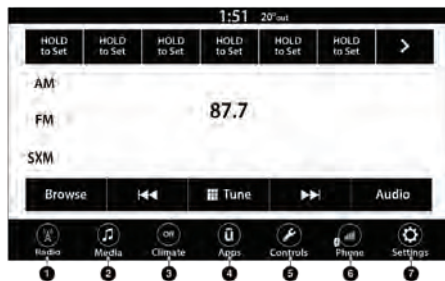 1:51 20°out
HOLD to Set HOLD to Set HOLD to Set HOLD to Set HOLD to Set HOLD to Set >
AM
87.7
FM
SXM
Browse Tune Audio
Off
Radio Media Climate Apps Controls Phone Settings
1 2 3 4 5 6 7